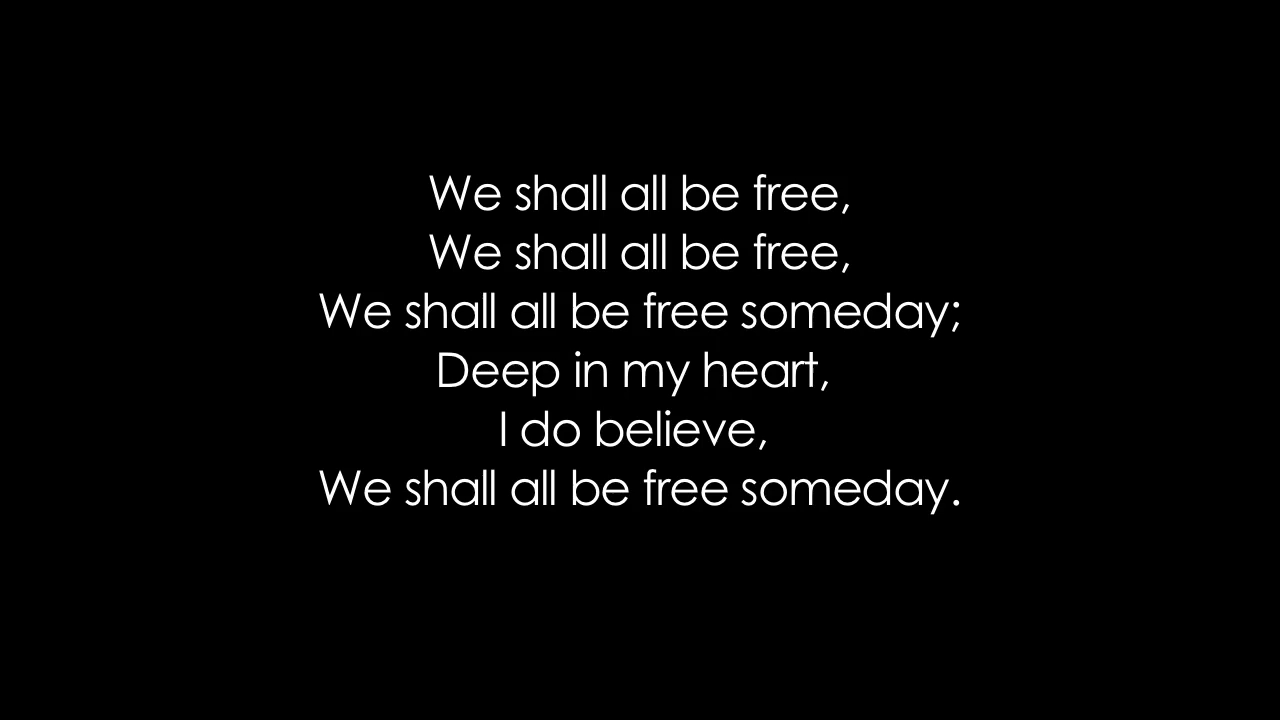 We shall all be free,
We shall all be free,
We shall all be free someday;
Deep in my heart,
I do believe,
We shall all be free someday.